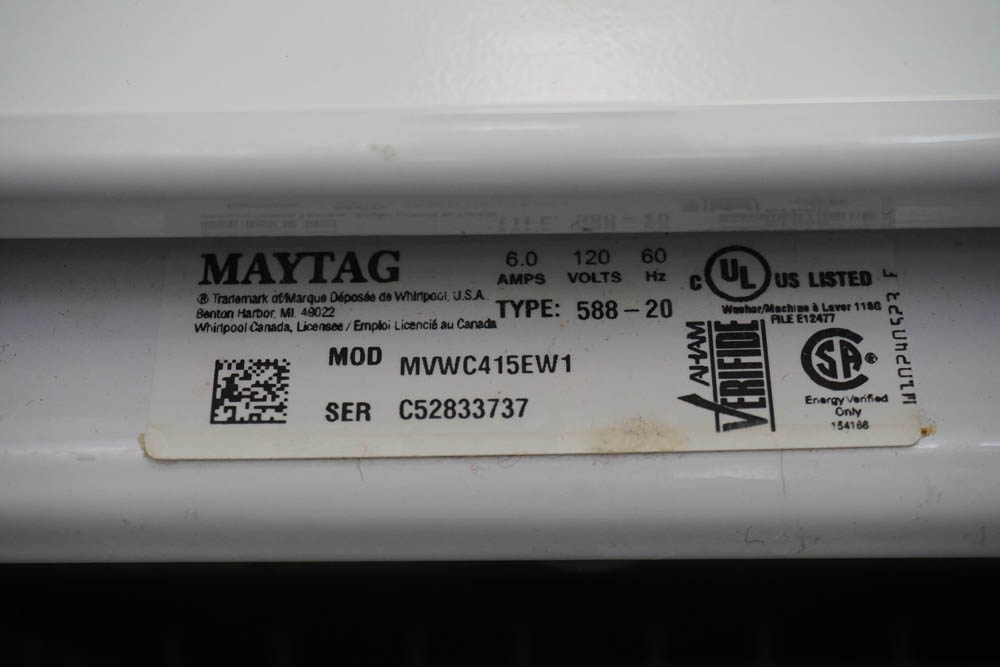 MAYTAG
® Trademark of/Marque Déposée de Whirlpool, U.S.A.
Benton Harbor, MI. 49022
Whirlpool Canada, Licensee / Emploi Licencié au Canada
6.0 120 60
AMPS VOLTS Hz
TYPE: 588-20
MOD MVWC415EW1
SER C52833737
C UL US LISTED
Washer/Machine à Laver 118G
FILE E12477
AHAM
VERIFIDE
CSA ®
Energy Verified
Only
154166